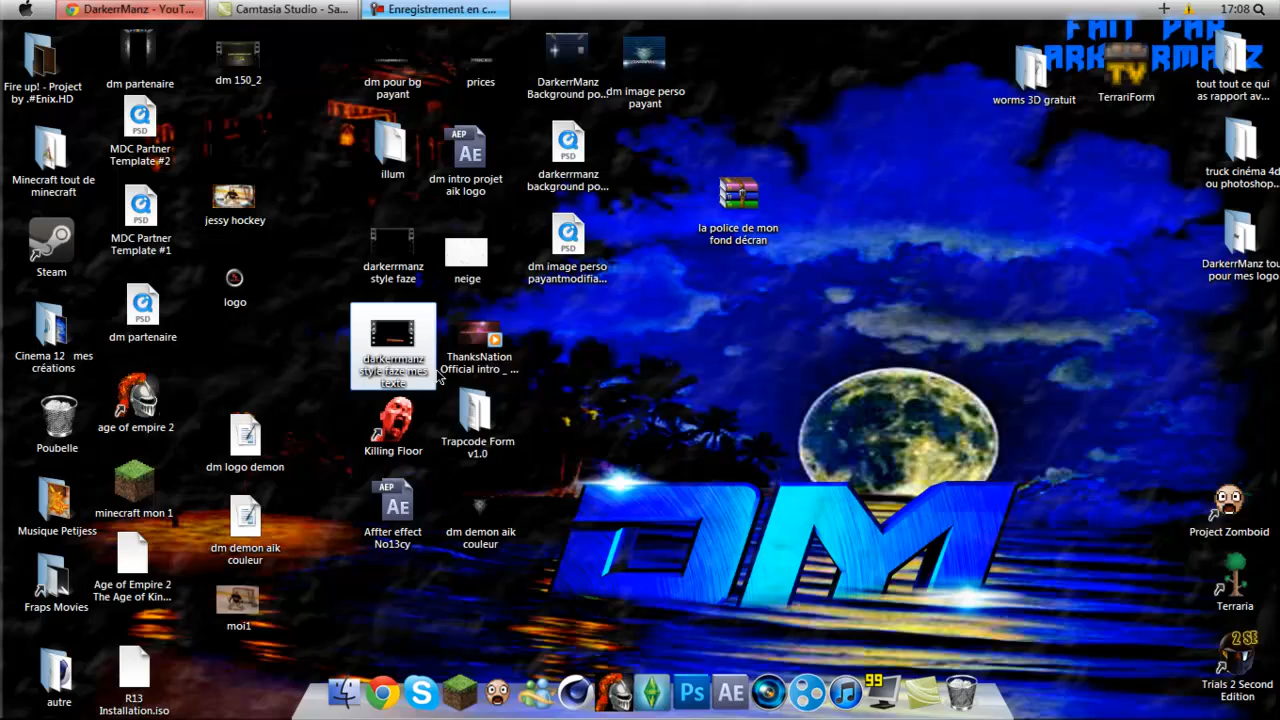 DarkerrManz - YouT...
Camtasia Studio - Sa...
Enregistrement en c...
17:08
FAIT PAR
DARKERRMANZ
TV
Fire up! - Project
by .#Enix.HD
dm partenaire
dm 150_2
dm pour bg
payant
prices
DarkerrManz
Background po...
dm image perso
payant
worms 3D gratuit
TerrariForm
tout tout ce qui
as rapport av...
Minecraft tout de
minecraft
PSD
MDC Partner
Template #2
illum
AEP
AE
dm intro projet
aik logo
PSD
darkerrmanz
background po...
truck cinéma 4d
ou photoshop...
Steam
PSD
MDC Partner
Template #1
jessy hockey
la police de mon
fond décran
darkerrmanz
style faze
neige
PSD
dm image perso
payantmodifia...
DarkerrManz tou
pour mes logo
logo
Cinema 12 mes
créations
PSD
dm partenaire
darkerrmanz
style faze mes
texte
ThanksNation
Official intro _ ...
Poubelle
age of empire 2
dm logo demon
Killing Floor
Trapcode Form
v1.0
Musique Petijess
minecraft mon 1
dm demon aik
couleur
AEP
AE
Affter effect
No13cy
dm demon aik
couleur
DM
Project Zomboid
Fraps Movies
Age of Empire 2
The Age of Kin...
moi1
Terraria
autre
R13
Installation.iso
2 SE
Trials 2 Second
Edition
Ps
AE
99